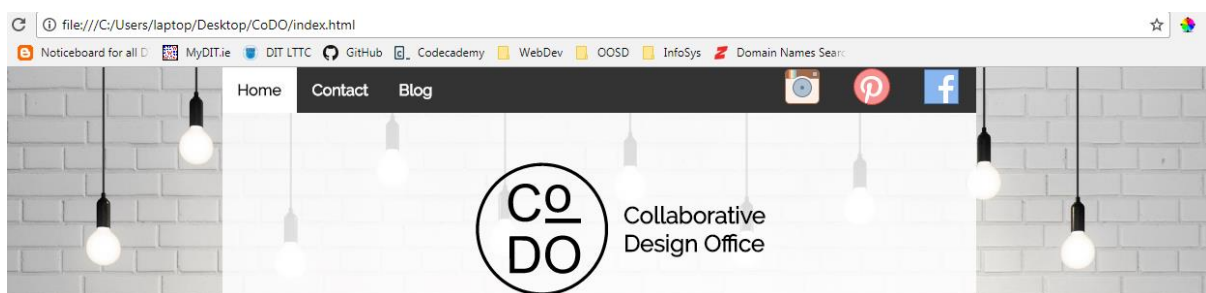 file:///C:/Users/laptop/Desktop/CoDO/index.html
Noticeboard for all D MyDIT.ie DIT LTTC GitHub Codecademy WebDev OOSD InfoSys Domain Names Searc
Home Contact Blog
Co
DO
Collaborative
Design Office